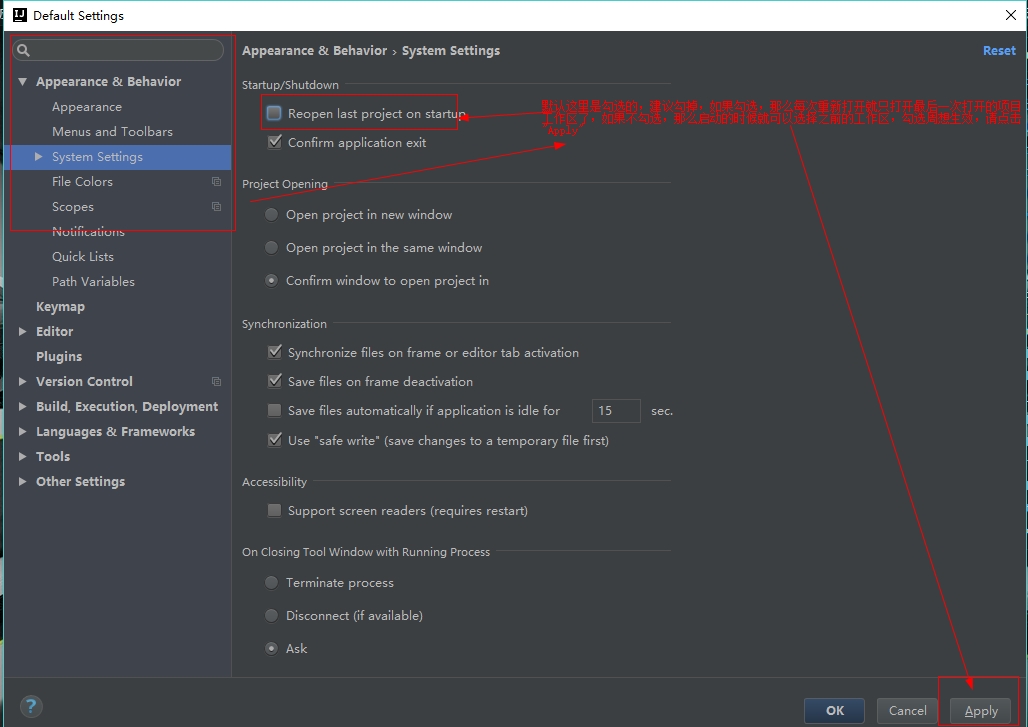 Default Settings
Appearance & Behavior › System Settings
Reset
Appearance & Behavior
Appearance
Menus and Toolbars
System Settings
File Colors
Scopes
Notifications
Quick Lists
Path Variables
Keymap
Editor
Plugins
Version Control
Build, Execution, Deployment
Languages & Frameworks
Tools
Other Settings
Startup/Shutdown
Reopen last project on startup
默认这里是勾选的，建议勾掉，如果勾选，那么每次重新打开就只打开最后一次打开的项目
工作区了，如果不勾选，那么启动的时候就可以选择之前的工作区，勾选周期生效，请点击
"Apply"
Confirm application exit
Project Opening
Open project in new window
Open project in the same window
Confirm window to open project in
Synchronization
Synchronize files on frame or editor tab activation
Save files on frame deactivation
Save files automatically if application is idle for 15 sec.
Use "safe write" (save changes to a temporary file first)
Accessibility
Support screen readers (requires restart)
On Closing Tool Window with Running Process
Terminate process
Disconnect (if available)
Ask
?
OK
Cancel
Apply